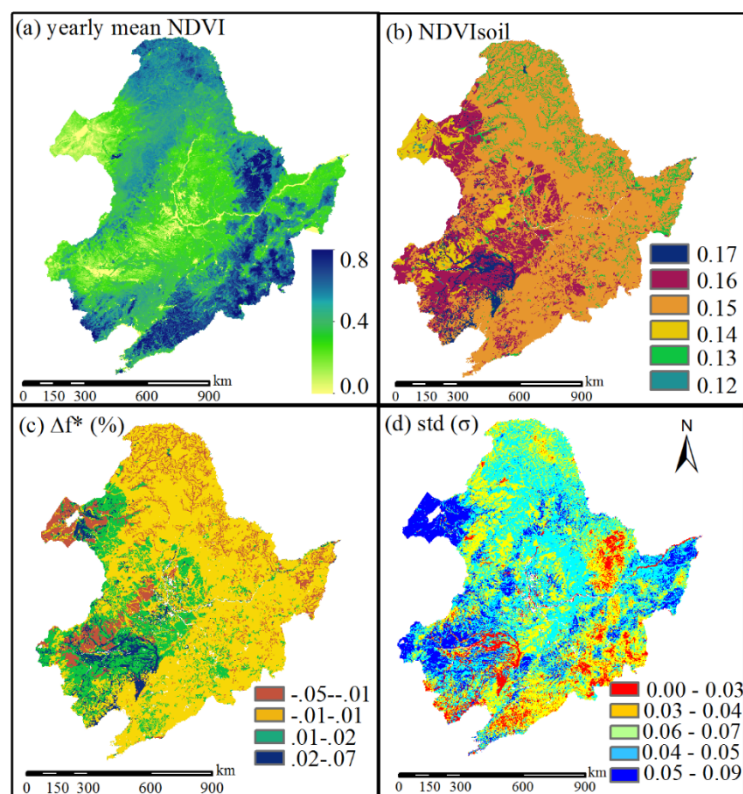 (a) yearly mean NDVI
0.8
0.4
0.0
km
0 150 300 600 900
(b) NDVIsoil
0.17
0.16
0.15
0.14
0.13
0.12
km
0 150 300 600 900
(c) Δf* (%)
-.05--.01
-.01-.01
.01-.02
.02-.07
km
0 150 300 600 900
(d) std (σ)
N
0.00 - 0.03
0.03 - 0.04
0.06 - 0.07
0.04 - 0.05
0.05 - 0.09
km
0 150 300 600 900